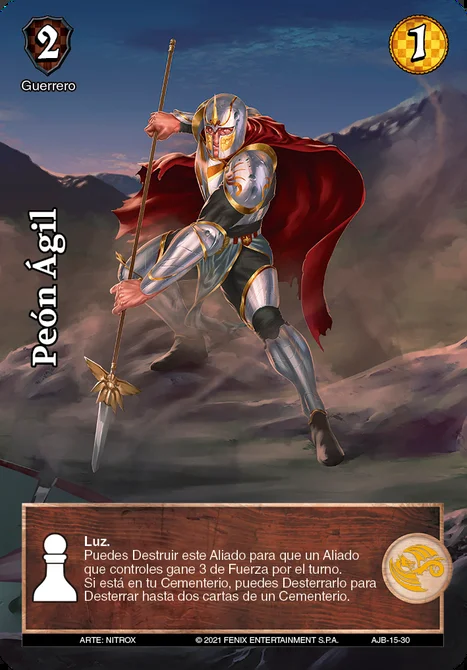 2
1
Guerrero
Peón Ágil
Luz.
Puedes Destruir este Aliado para que un Aliado
que controles gane 3 de Fuerza por el turno.
Si está en tu Cementerio, puedes Desterrarlo para
Desterrar hasta dos cartas de un Cementerio.
ARTE: NITROX © 2021 FENIX ENTERTAINMENT S.P.A. AJB-15-30